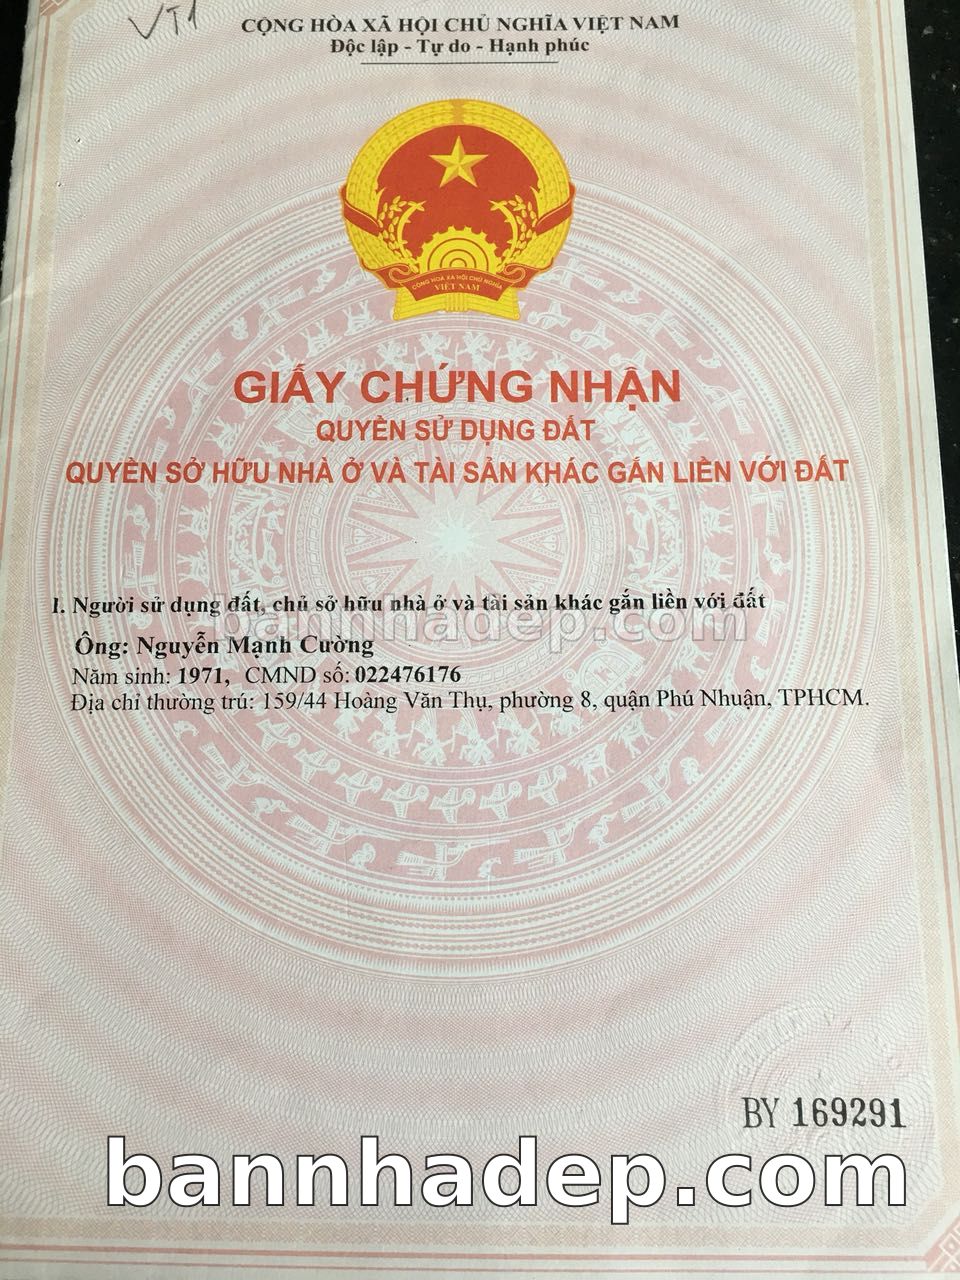 VT1
CỘNG HÒA XÃ HỘI CHỦ NGHĨA VIỆT NAM
Độc lập - Tự do - Hạnh phúc
CỘNG HOÀ XÃ HỘI CHỦ NGHĨA
VIỆT NAM
GIẤY CHỨNG NHẬN
QUYỀN SỬ DỤNG ĐẤT
QUYỀN SỞ HỮU NHÀ Ở VÀ TÀI SẢN KHÁC GẮN LIỀN VỚI ĐẤT
I. Người sử dụng đất, chủ sở hữu nhà ở và tài sản khác gắn liền với đất
bannhadep.com
Ông: Nguyễn Mạnh Cường
Năm sinh: 1971, CMND số: 022476176
Địa chỉ thường trú: 159/44 Hoàng Văn Thụ, phường 8, quận Phú Nhuận, TPHCM.
BY 169291
bannhadep.com